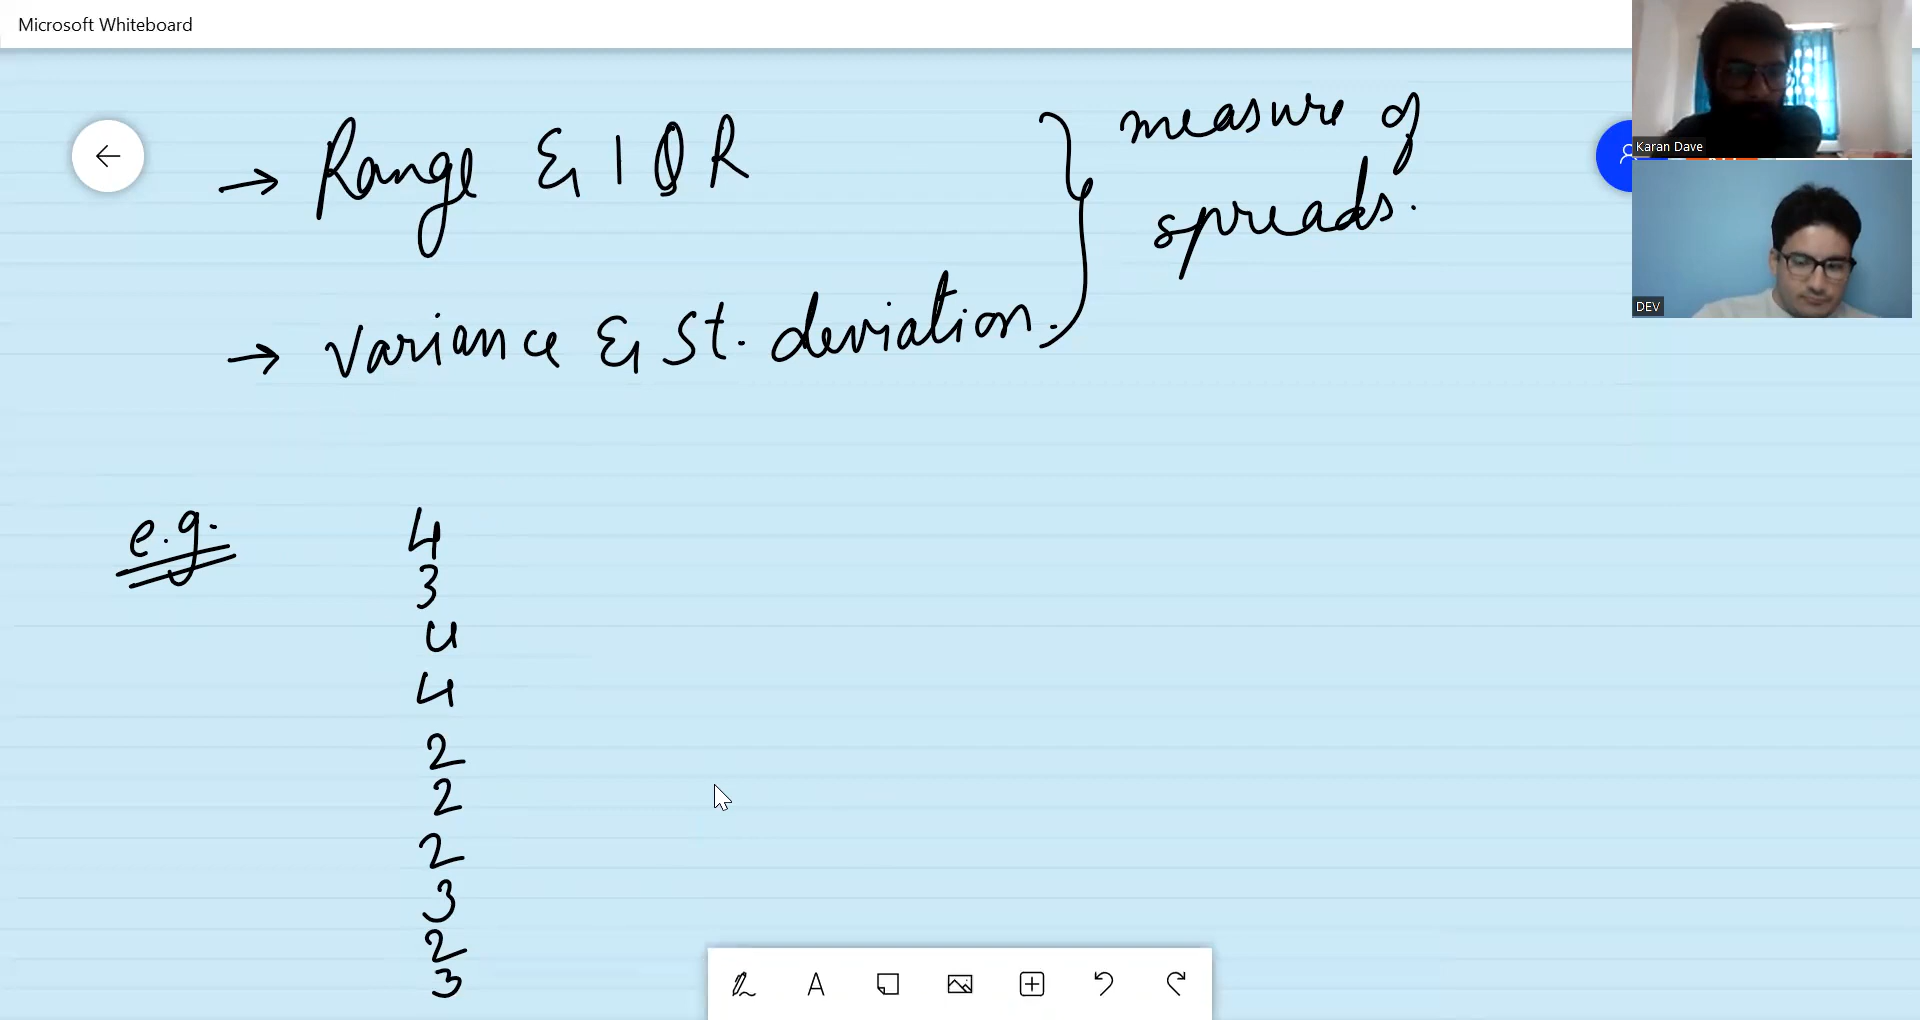 Microsoft Whiteboard
→ Range & IQR
measure of
spreads.
→ variance & St. deviation.
e.g.
4
3
4
4
2
2
2
3
2
3
Karan Dave
DEV
A